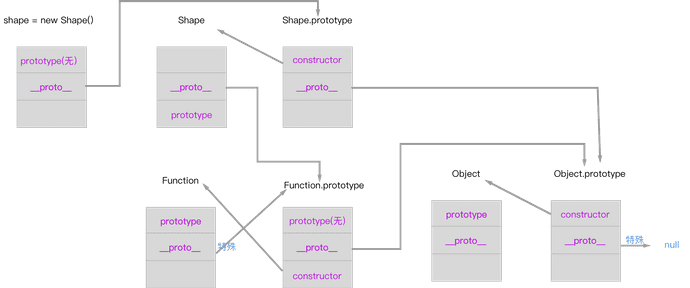 shape = new Shape()
Shape
Shape.prototype
prototype(无)
__proto__
__proto__
prototype
constructor
__proto__
Function
Function.prototype
Object
Object.prototype
prototype
__proto__
特殊
prototype(无)
__proto__
constructor
prototype
__proto__
constructor
__proto__
特殊
null